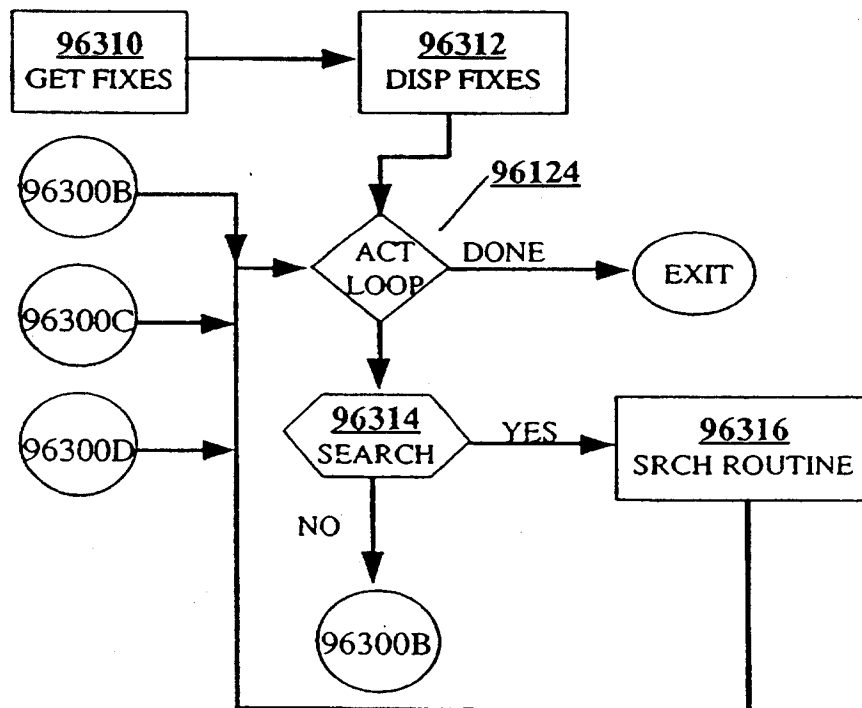 96310
GET FIXES
96312
DISP FIXES
96300B
96124
ACT
LOOP
DONE
EXIT
96300C
96300D
96314
SEARCH
YES
96316
SRCH ROUTINE
NO
96300B